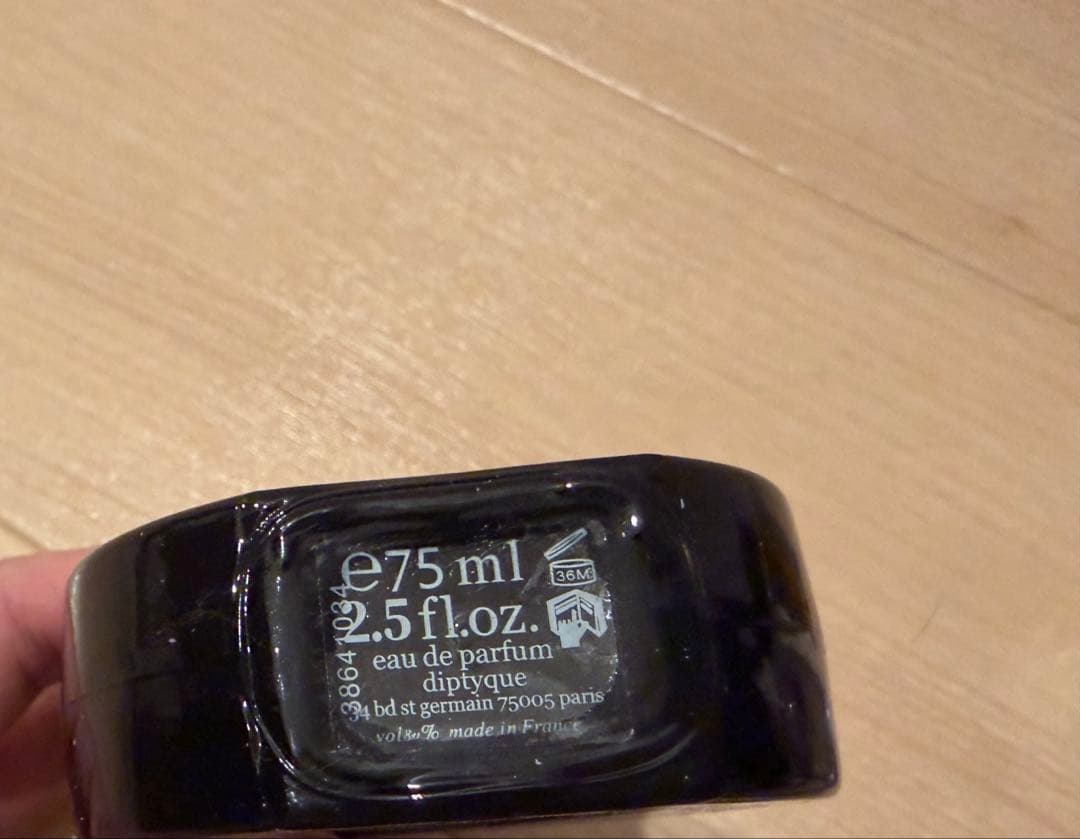 e75 ml
36M
2.5 fl.oz.
eau de parfum
diptyque
34 bd st germain 75005 paris
made in France